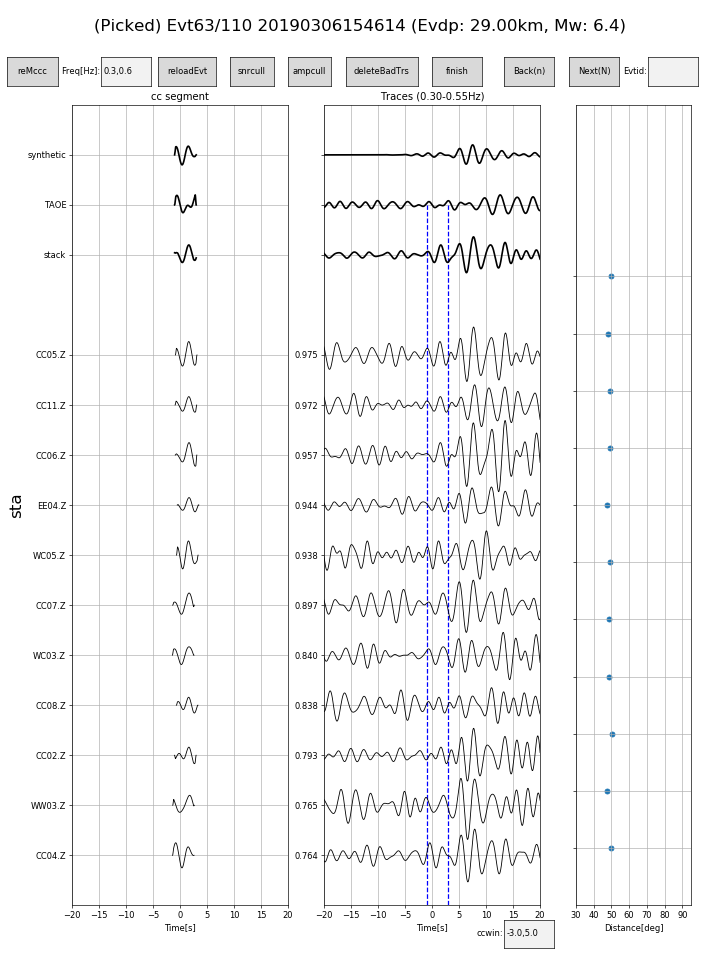 (Picked) Evt63/110 20190306154614 (Evdp: 29.00km, Mw: 6.4)
reMccc Freq[Hz]: 0.3,0.6 reloadEvt snrcull ampcull deleteBadTrs finish Back(n) Next(N) Evtid:
cc segment Traces (0.30-0.55Hz)
synthetic
TAOE
stack
CC05.Z 0.975
CC11.Z 0.972
CC06.Z 0.957
EE04.Z 0.944
sta
WC05.Z 0.938
CC07.Z 0.897
WC03.Z 0.840
CC08.Z 0.838
CC02.Z 0.793
WW03.Z 0.765
CC04.Z 0.764
−20 −15 −10 −5 0 5 10 15 20 −20 −15 −10 −5 0 5 10 15 20 30 40 50 60 70 80 90
Time[s] Time[s] Distance[deg]
ccwin: -3.0,5.0